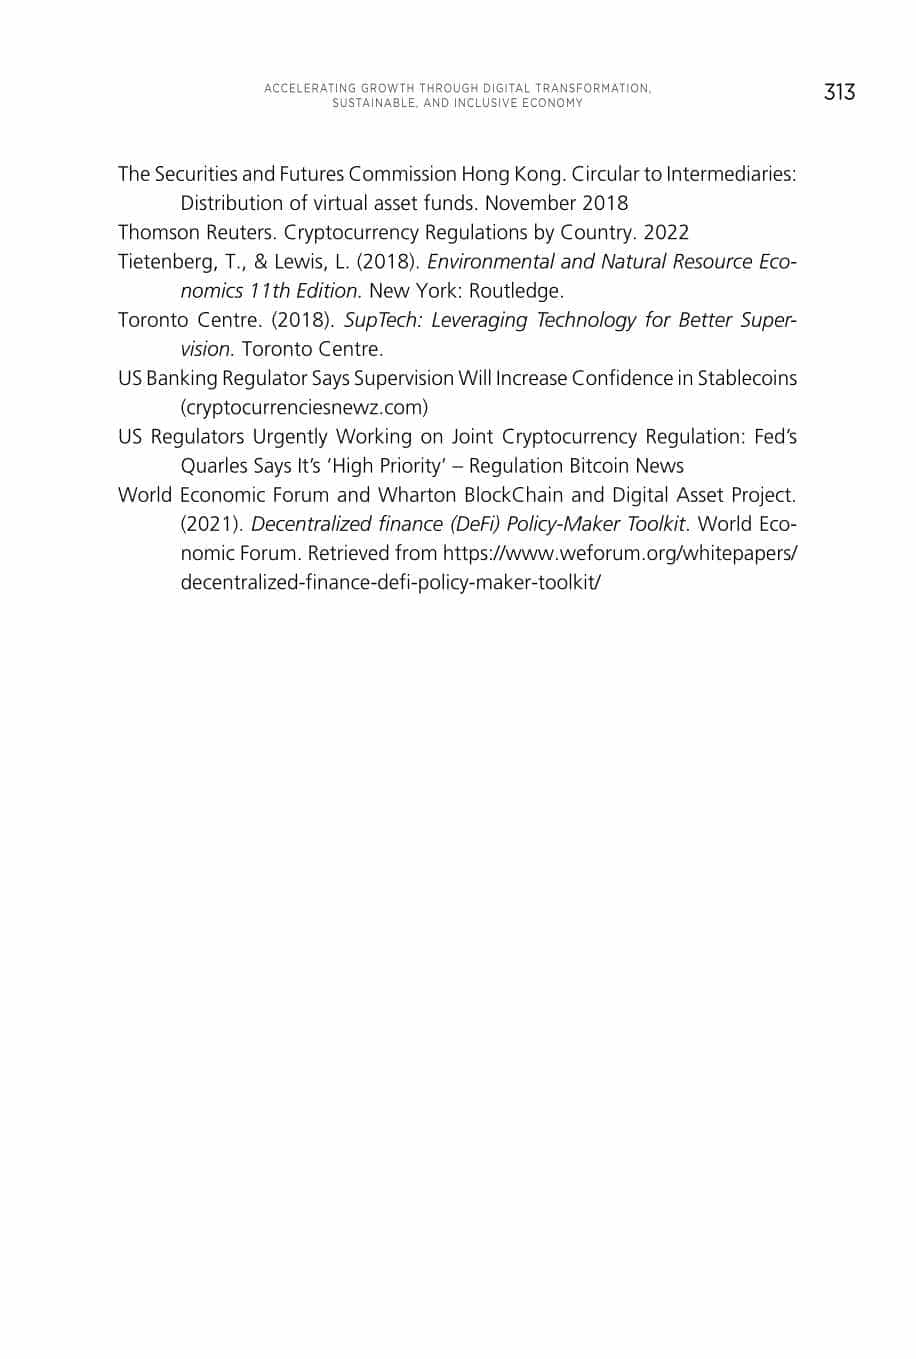 ACCELERATING GROWTH THROUGH DIGITAL TRANSFORMATION,
SUSTAINABLE, AND INCLUSIVE ECONOMY
313
The Securities and Futures Commission Hong Kong. Circular to Intermediaries:
Distribution of virtual asset funds. November 2018
Thomson Reuters. Cryptocurrency Regulations by Country. 2022
Tietenberg, T., & Lewis, L. (2018). Environmental and Natural Resource Eco-
nomics 11th Edition. New York: Routledge.
Toronto Centre. (2018). SupTech: Leveraging Technology for Better Super-
vision. Toronto Centre.
US Banking Regulator Says Supervision Will Increase Confidence in Stablecoins
(cryptocurrenciesnewz.com)
US Regulators Urgently Working on Joint Cryptocurrency Regulation: Fed’s
Quarles Says It’s ‘High Priority’ – Regulation Bitcoin News
World Economic Forum and Wharton BlockChain and Digital Asset Project.
(2021). Decentralized finance (DeFi) Policy-Maker Toolkit. World Eco-
nomic Forum. Retrieved from https://www.weforum.org/whitepapers/
decentralized-finance-defi-policy-maker-toolkit/